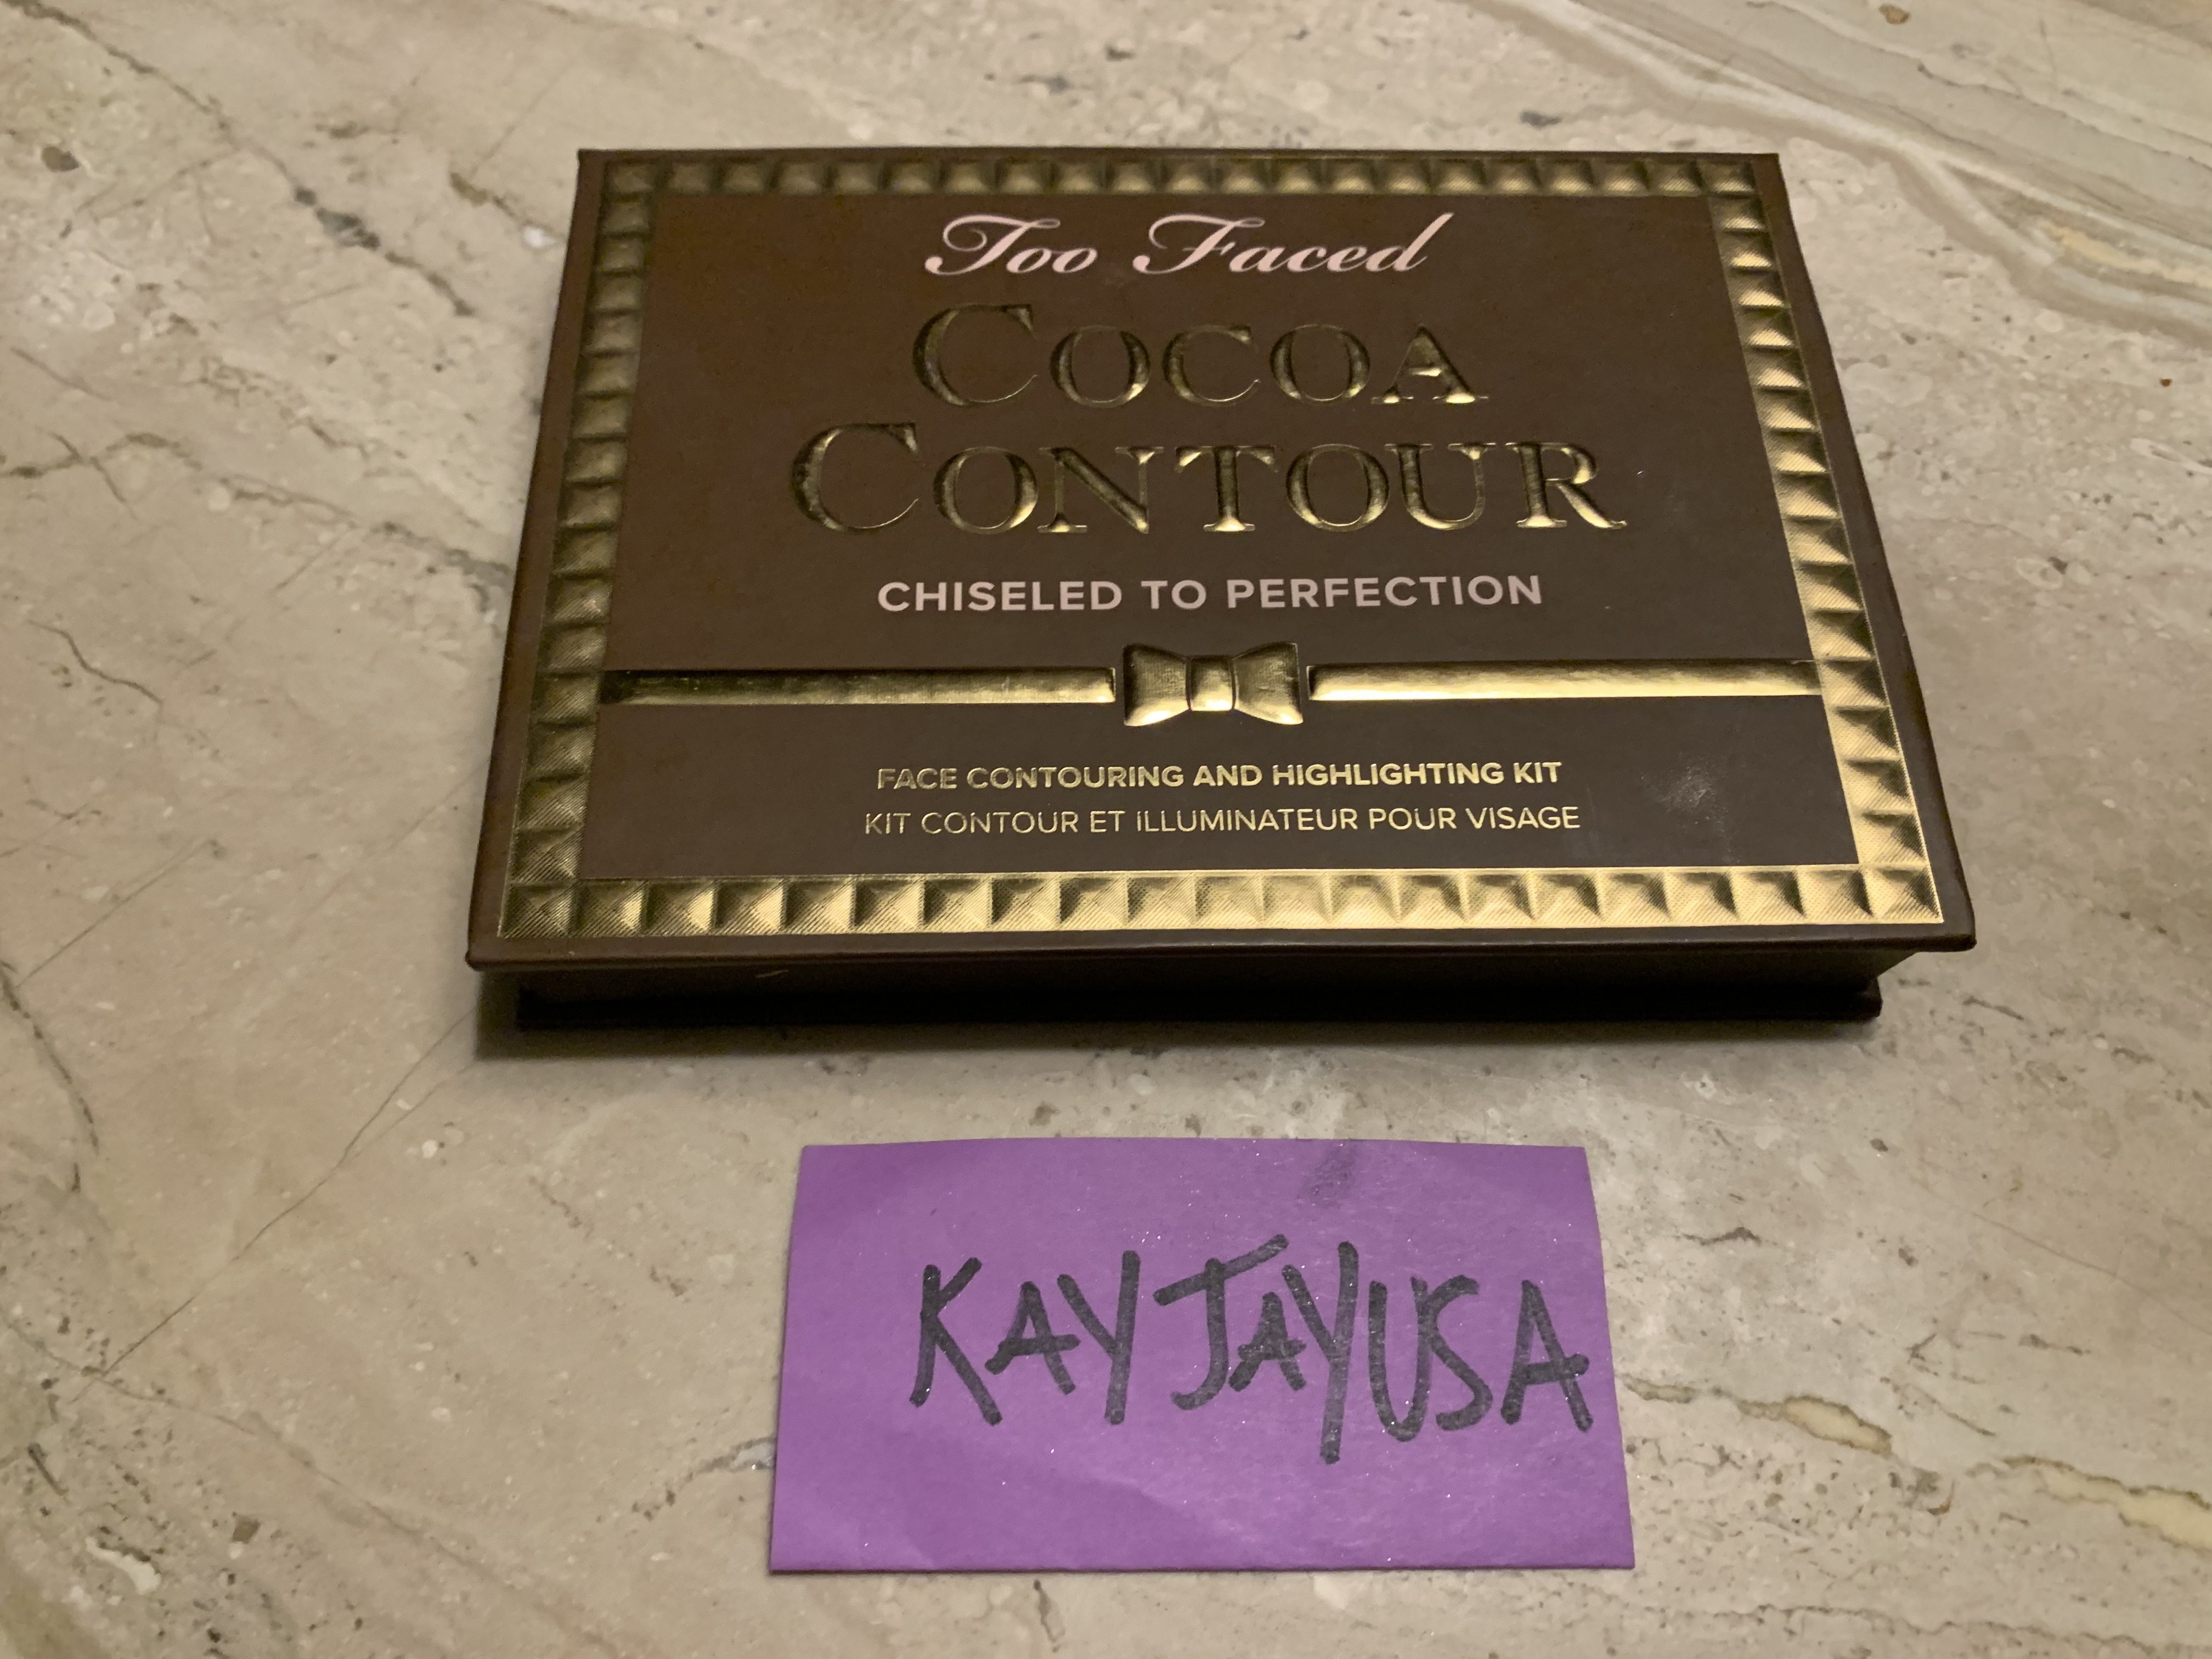 Too Faced
COCOA
CONTOUR
CHISELED TO PERFECTION
FACE CONTOURING AND HIGHLIGHTING KIT
KIT CONTOUR ET ILLUMINATEUR POUR VISAGE
KAYJAYUSA